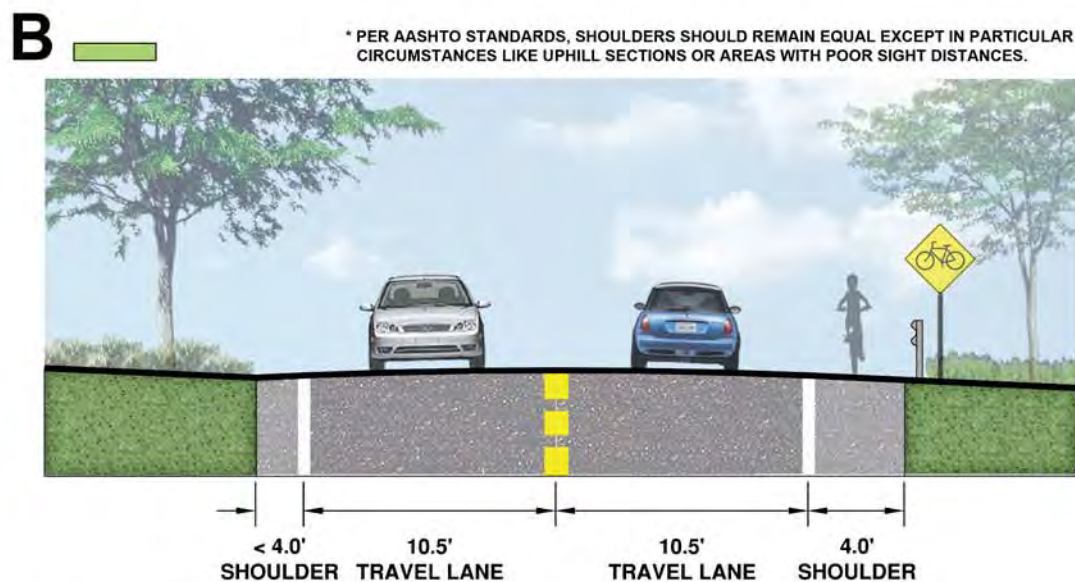 B
* PER AASHTO STANDARDS, SHOULDERS SHOULD REMAIN EQUAL EXCEPT IN PARTICULAR
CIRCUMSTANCES LIKE UPHILL SECTIONS OR AREAS WITH POOR SIGHT DISTANCES.
< 4.0' 10.5' 10.5' 4.0'
SHOULDER TRAVEL LANE TRAVEL LANE SHOULDER